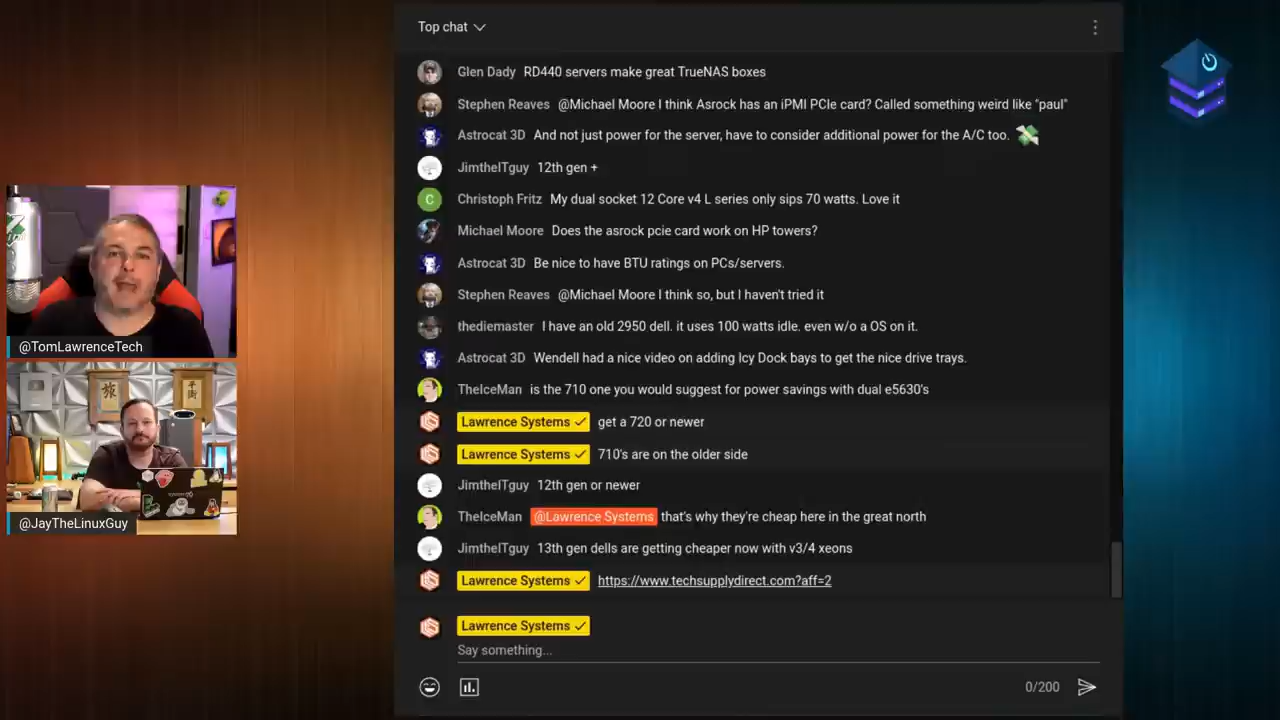 Top chat
Glen Dady RD440 servers make great TrueNAS boxes
Stephen Reaves @Michael Moore I think Asrock has an iPMI PCIe card? Called something weird like "paul"
Astrocat 3D And not just power for the server, have to consider additional power for the A/C too.
JimtheITguy 12th gen +
C Christoph Fritz My dual socket 12 Core v4 L series only sips 70 watts. Love it
Michael Moore Does the asrock pcie card work on HP towers?
Astrocat 3D Be nice to have BTU ratings on PCs/servers.
Stephen Reaves @Michael Moore I think so, but I haven't tried it
thediemaster I have an old 2950 dell. it uses 100 watts idle. even w/o a OS on it.
@TomLawrenceTech
Astrocat 3D Wendell had a nice video on adding Icy Dock bays to get the nice drive trays.
TheIceMan is the 710 one you would suggest for power savings with dual e5630's
Lawrence Systems get a 720 or newer
Lawrence Systems 710's are on the older side
JimtheITguy 12th gen or newer
TheIceMan @Lawrence Systems that's why they're cheap here in the great north
@JayTheLinuxGuy
JimtheITguy 13th gen dells are getting cheaper now with v3/4 xeons
Lawrence Systems https://www.techsupplydirect.com?aff=2
Lawrence Systems
Say something...
0/200